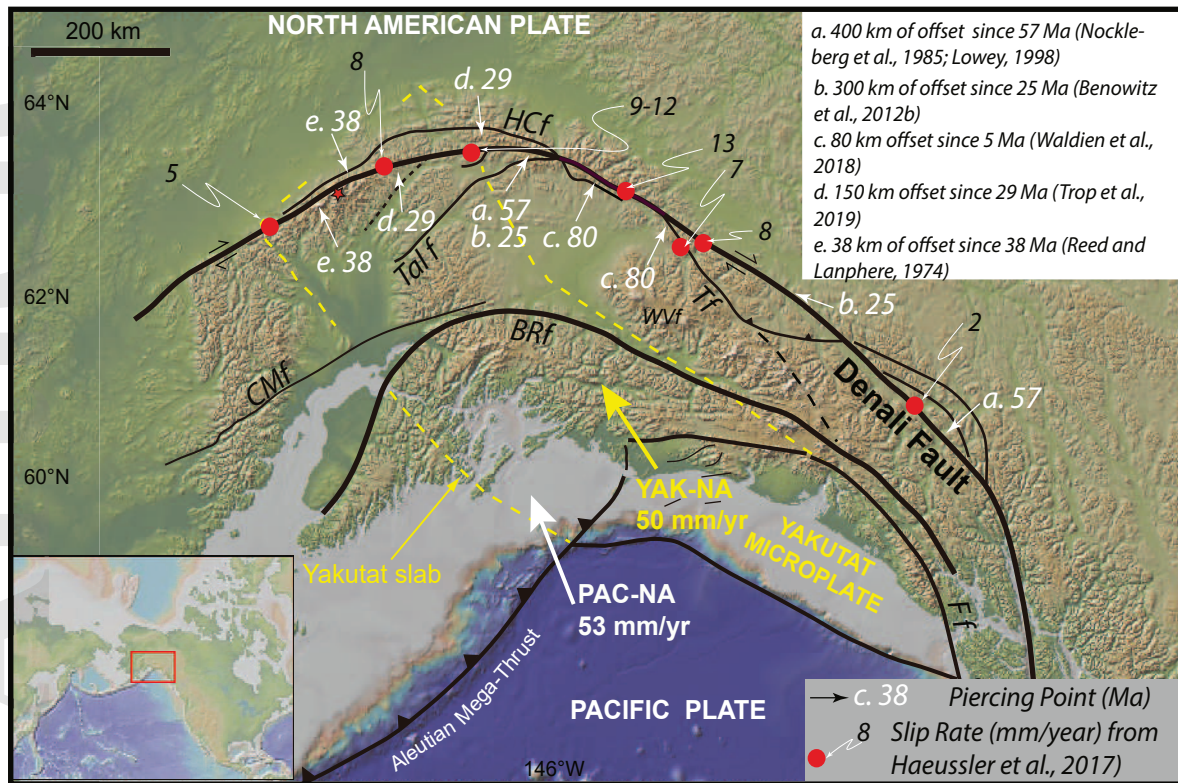 200 km
NORTH AMERICAN PLATE
64°N
62°N
60°N
146°W
a. 400 km of offset since 57 Ma (Nockle-
berg et al., 1985; Lowey, 1998)
b. 300 km of offset since 25 Ma (Benowitz
et al., 2012b)
c. 80 km offset since 5 Ma (Waldien et al.,
2018)
d. 150 km offset since 29 Ma (Trop et al.,
2019)
e. 38 km of offset since 38 Ma (Reed and
Lanphere, 1974)
8
d. 29
9-12
HCf
e. 38
13
7
5
d. 29
a. 57
b. 25
c. 80
8
e. 38
Tal f
c. 80
Tf
b. 25
WVf
2
BRf
CMf
Denali Fault
a. 57
YAK-NA
50 mm/yr
YAKUTAT
MICROPLATE
Yakutat slab
PAC-NA
53 mm/yr
Ff
Aleutian Mega-Thrust
PACIFIC PLATE
c. 38 Piercing Point (Ma)
8 Slip Rate (mm/year) from
Haeussler et al., 2017)